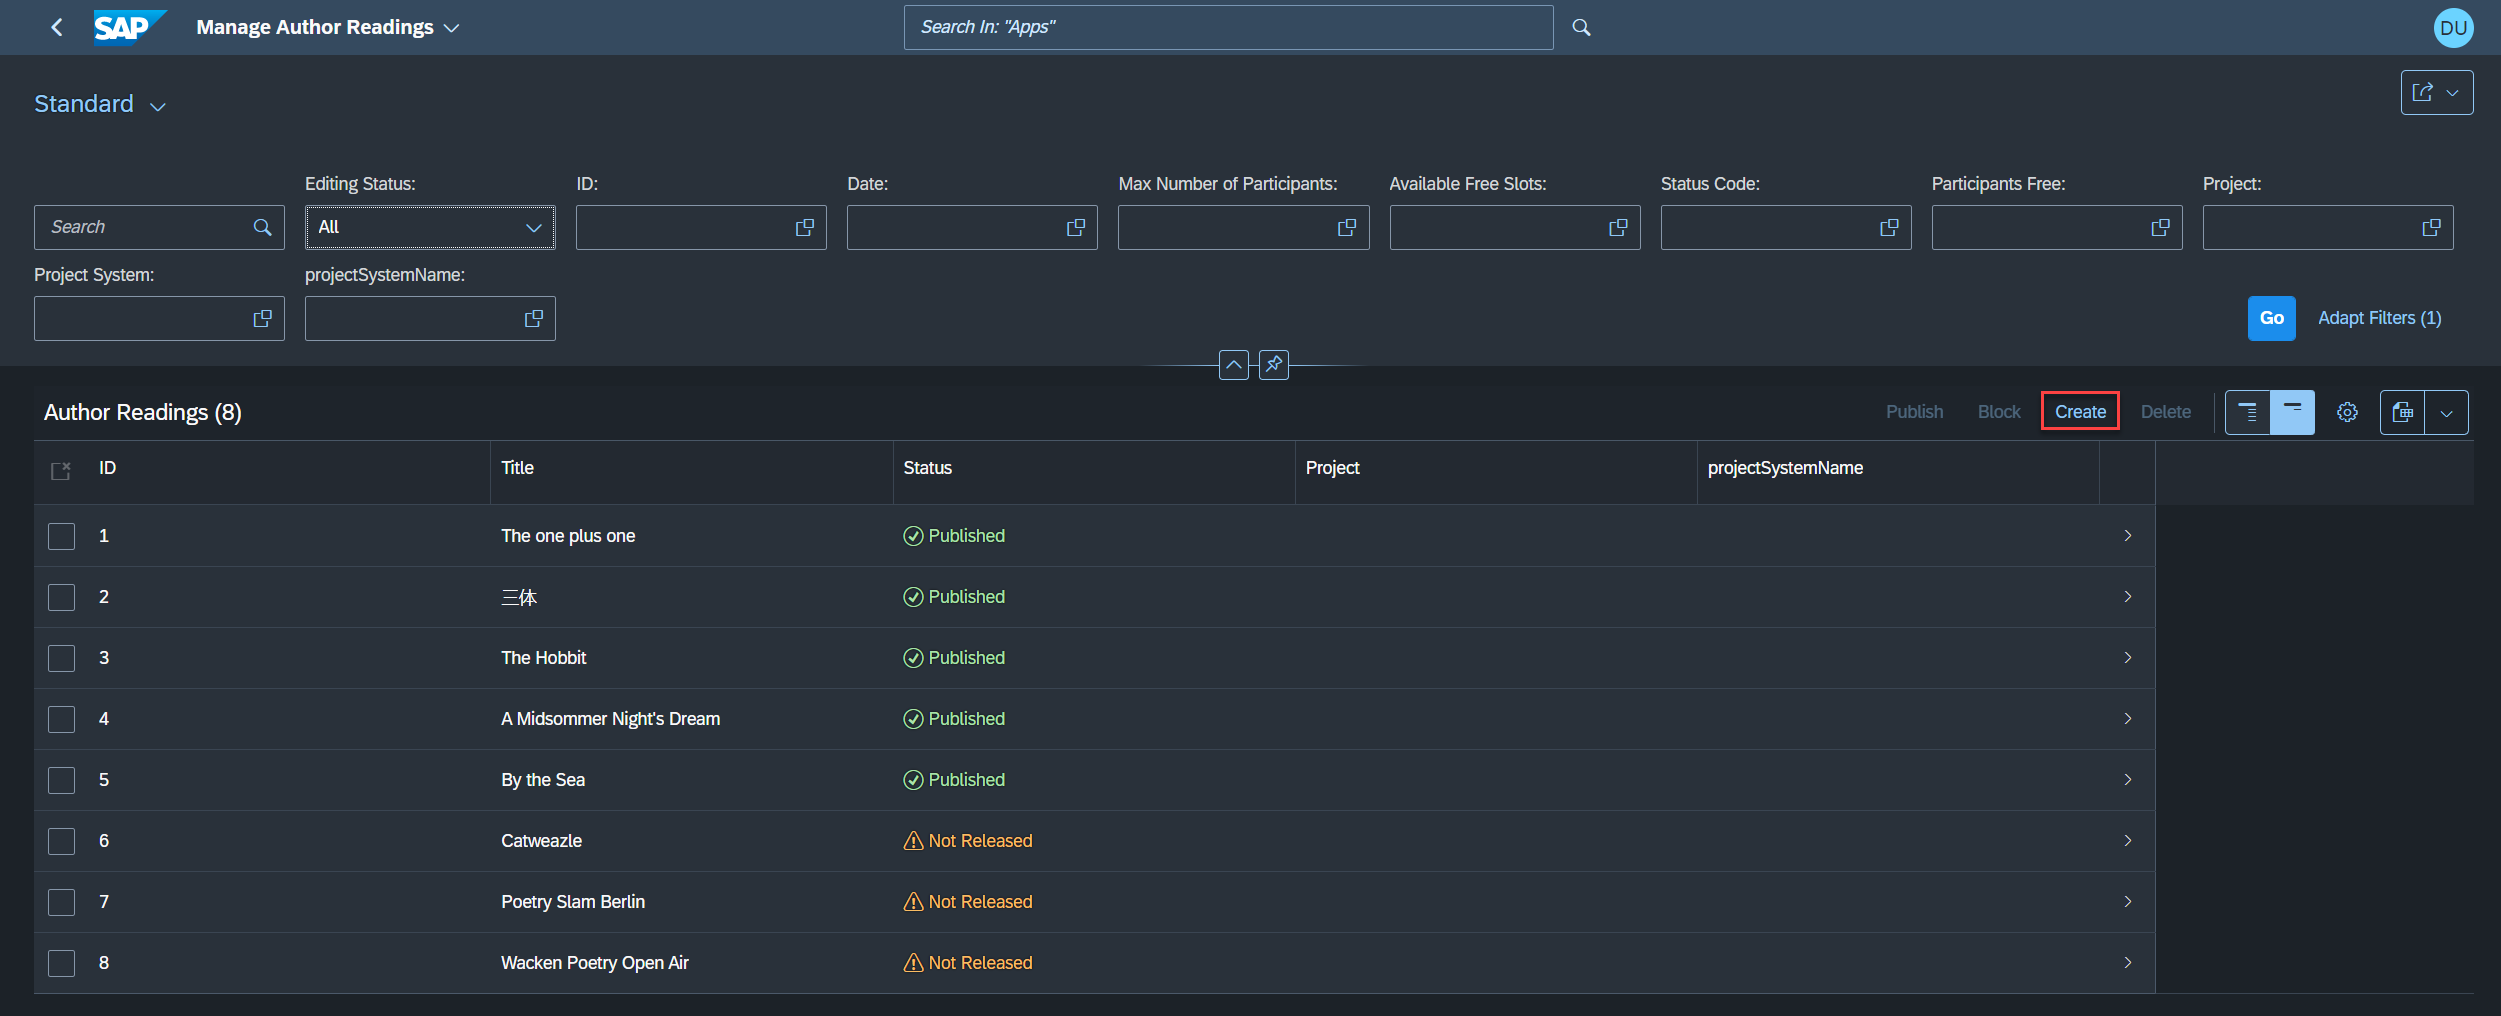 SAP Manage Author Readings Search In: "Apps" DU
Standard
Editing Status: ID: Date: Max Number of Participants: Available Free Slots: Status Code: Participants Free: Project:
Search All
Project System: projectSystemName:
Go Adapt Filters (1)
Author Readings (8) Publish Block Create Delete
ID Title Status Project projectSystemName
1 The one plus one Published
2 三体 Published
3 The Hobbit Published
4 A Midsommer Night's Dream Published
5 By the Sea Published
6 Catweazle Not Released
7 Poetry Slam Berlin Not Released
8 Wacken Poetry Open Air Not Released